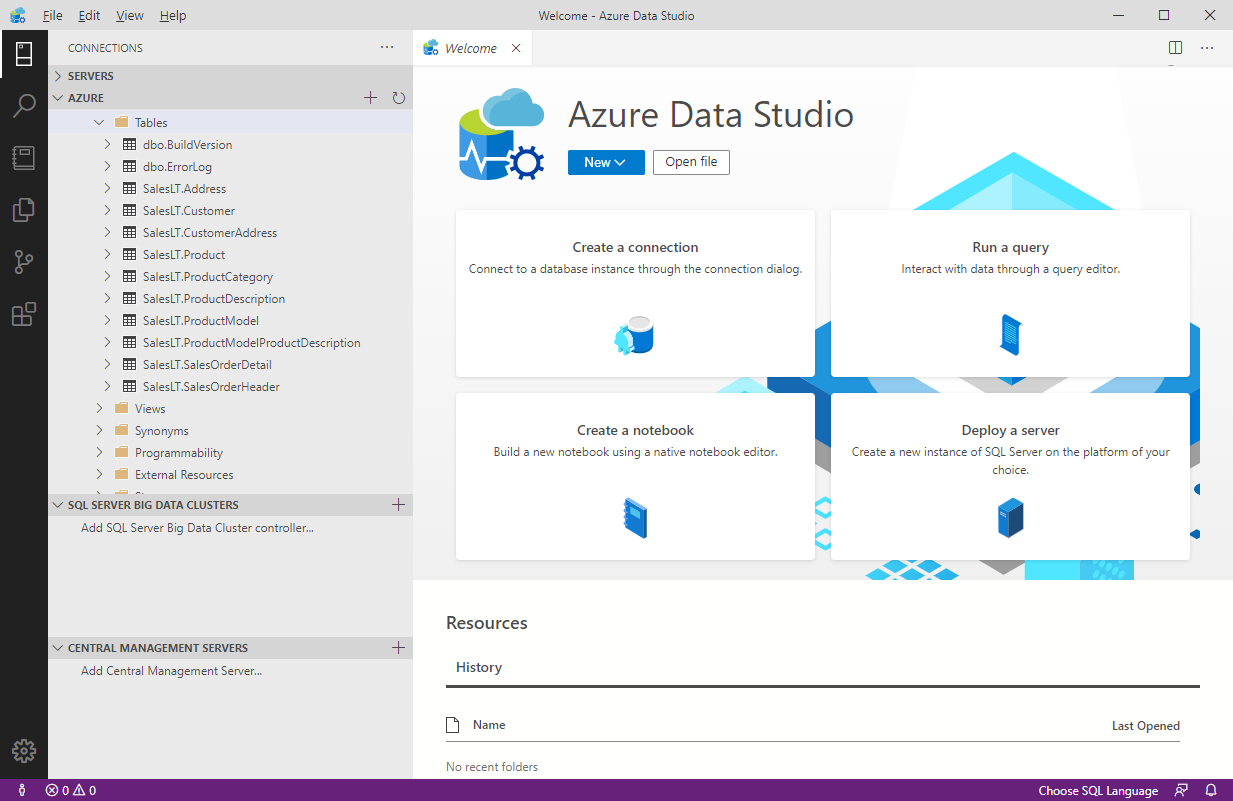 File Edit View Help
Welcome - Azure Data Studio
CONNECTIONS
SERVERS
AZURE
Tables
dbo.BuildVersion
dbo.ErrorLog
SalesLT.Address
SalesLT.Customer
SalesLT.CustomerAddress
SalesLT.Product
SalesLT.ProductCategory
SalesLT.ProductDescription
SalesLT.ProductModel
SalesLT.ProductModelProductDescription
SalesLT.SalesOrderDetail
SalesLT.SalesOrderHeader
Views
Synonyms
Programmability
External Resources
SQL SERVER BIG DATA CLUSTERS
Add SQL Server Big Data Cluster controller...
CENTRAL MANAGEMENT SERVERS
Add Central Management Server...
Welcome
Azure Data Studio
New
Open file
Create a connection
Connect to a database instance through the connection dialog.
Run a query
Interact with data through a query editor.
Create a notebook
Build a new notebook using a native notebook editor.
Deploy a server
Create a new instance of SQL Server on the platform of your
choice.
Resources
History
Name
Last Opened
No recent folders
0 0
Choose SQL Language